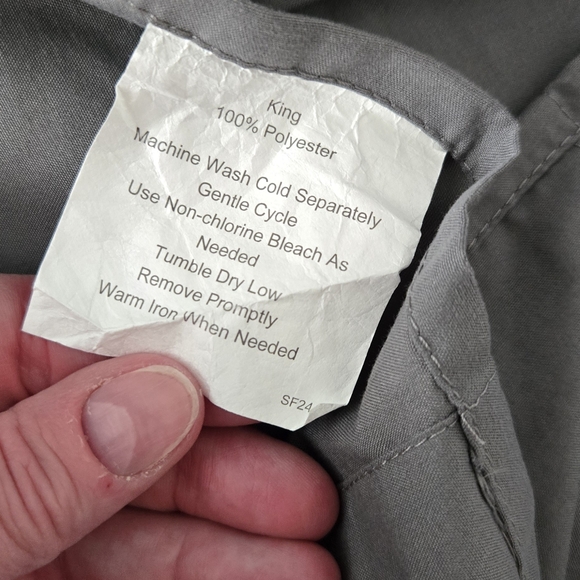 King
100% Polyester
Machine Wash Cold Separately
Gentle Cycle
Use Non-chlorine Bleach As
Needed
Tumble Dry Low
Remove Promptly
Warm Iron When Needed
SF24